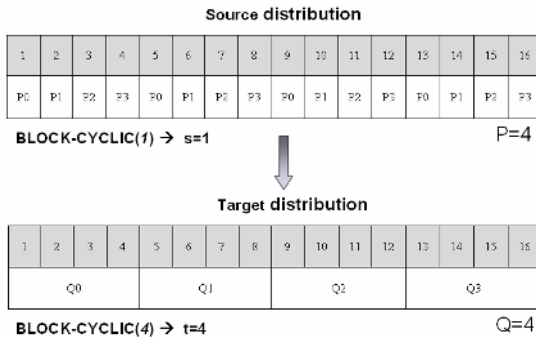 Source distribution
1 2 3 4 5 6 7 8 9 10 11 12 13 14 15 16
P0 P1 P2 P3 P0 P1 P2 P3 P0 P1 P2 P3 P0 P1 P2 P3
BLOCK-CYCLIC(1) → s=1 P=4
Target distribution
1 2 3 4 5 6 7 8 9 10 11 12 13 14 15 16
Q0 Q1 Q2 Q3
BLOCK-CYCLIC(4) → t=4 Q=4